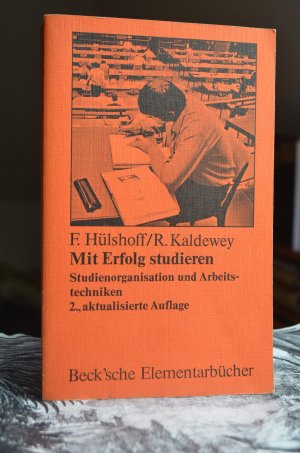 F. Hülshoff/R. Kaldewey
Mit Erfolg studieren
Studienorganisation und Arbeits-
techniken
2., aktualisierte Auflage
Beck'sche Elementarbücher